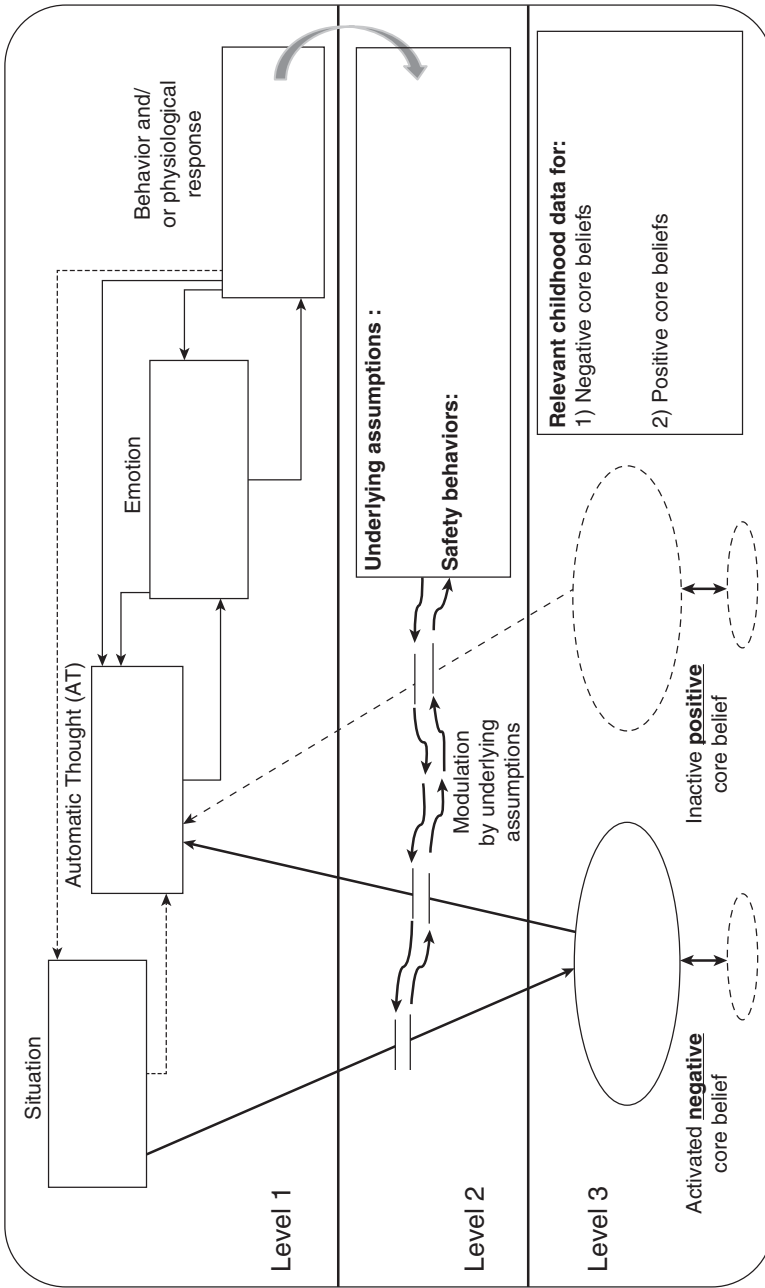 Situation
Automatic Thought (AT)
Emotion
Behavior and/
or physiological
response
Level 1
Underlying assumptions :
Safety behaviors:
Modulation
by underlying
assumptions
Level 2
Relevant childhood data for:
1) Negative core beliefs
2) Positive core beliefs
Level 3
Activated negative
core belief
Inactive positive
core belief